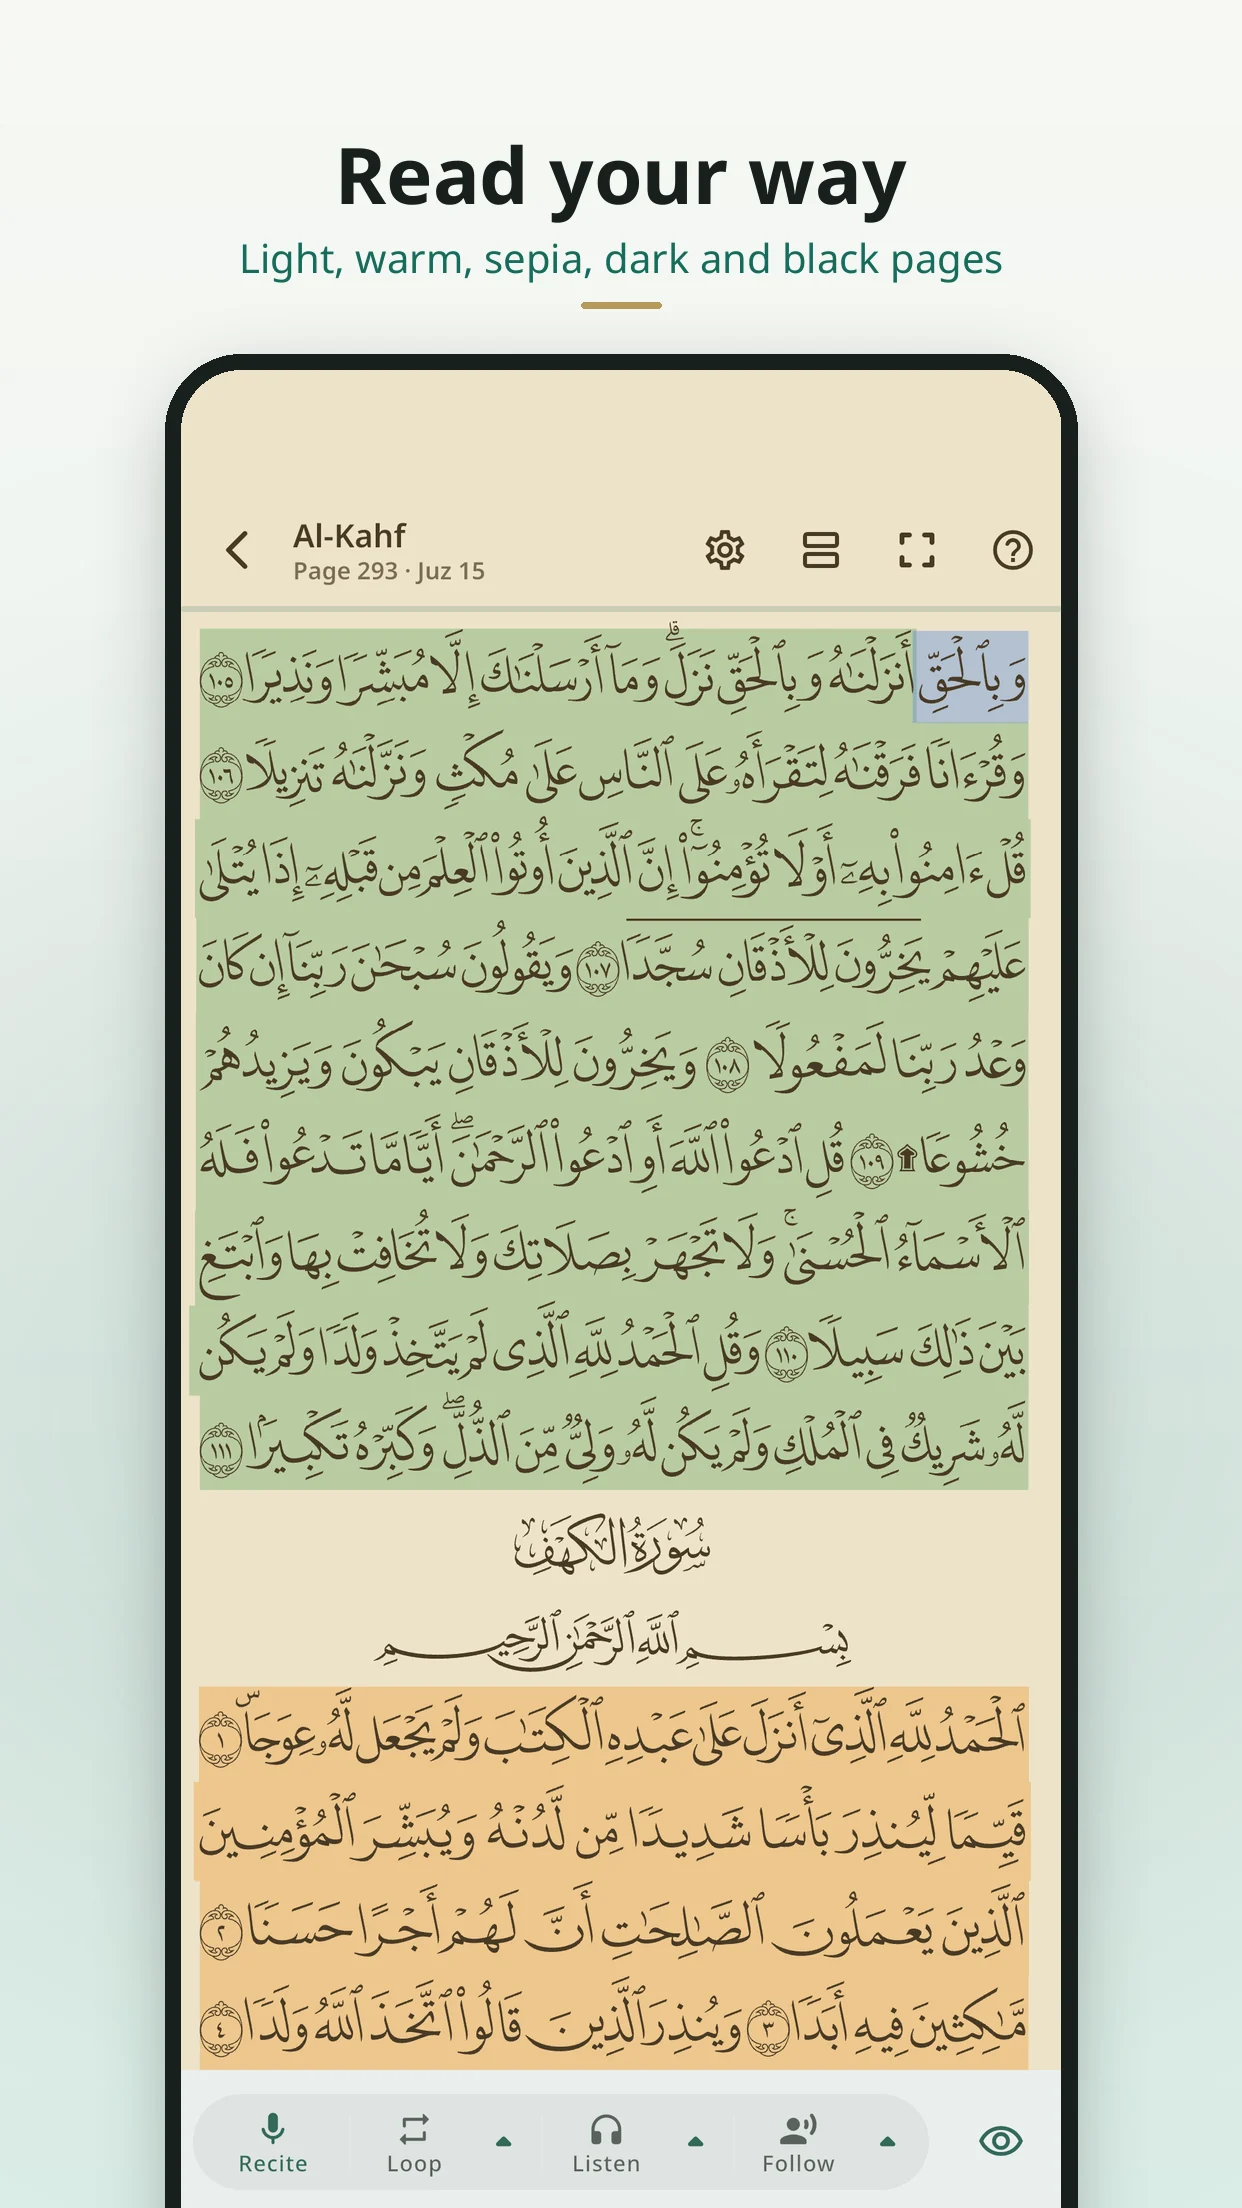 Read your way
Light, warm, sepia, dark and black pages
Al-Kahf
Page 293 · Juz 15
وَبِٱلْحَقِّ أَنزَلْنَـٰهُ وَبِٱلْحَقِّ نَزَلَ ۗ وَمَآ أَرْسَلْنَـٰكَ إِلَّا مُبَشِّرًا وَنَذِيرًا ١٠٥
وَقُرْءَانًا فَرَقْنَـٰهُ لِتَقْرَأَهُۥ عَلَى ٱلنَّاسِ عَلَىٰ مُكْثٍ وَنَزَّلْنَـٰهُ تَنزِيلًا ١٠٦
قُلْ ءَامِنُوا۟ بِهِۦٓ أَوْ لَا تُؤْمِنُوٓا۟ ۚ إِنَّ ٱلَّذِينَ أُوتُوا۟ ٱلْعِلْمَ مِن قَبْلِهِۦٓ إِذَا يُتْلَىٰ
عَلَيْهِمْ يَخِرُّونَ لِلْأَذْقَانِ سُجَّدًا ١٠٧ وَيَقُولُونَ سُبْحَـٰنَ رَبِّنَآ إِن كَانَ
وَعْدُ رَبِّنَا لَمَفْعُولًا ١٠٨ وَيَخِرُّونَ لِلْأَذْقَانِ يَبْكُونَ وَيَزِيدُهُمْ
خُشُوعًا ۩ ١٠٩ قُلِ ٱدْعُوا۟ ٱللَّهَ أَوِ ٱدْعُوا۟ ٱلرَّحْمَـٰنَ ۖ أَيًّا مَّا تَدْعُوا۟ فَلَهُ
ٱلْأَسْمَآءُ ٱلْحُسْنَىٰ ۚ وَلَا تَجْهَرْ بِصَلَاتِكَ وَلَا تُخَافِتْ بِهَا وَٱبْتَغِ
بَيْنَ ذَٰلِكَ سَبِيلًا ١١٠ وَقُلِ ٱلْحَمْدُ لِلَّهِ ٱلَّذِى لَمْ يَتَّخِذْ وَلَدًا وَلَمْ يَكُن
لَّهُۥ شَرِيكٌ فِى ٱلْمُلْكِ وَلَمْ يَكُن لَّهُۥ وَلِىٌّ مِّنَ ٱلذُّلِّ ۖ وَكَبِّرْهُ تَكْبِيرًۢا ١١١
سُورَةُ الكَهْفِ
بِسْمِ ٱللَّهِ ٱلرَّحْمَـٰنِ ٱلرَّحِيمِ
ٱلْحَمْدُ لِلَّهِ ٱلَّذِىٓ أَنزَلَ عَلَىٰ عَبْدِهِ ٱلْكِتَـٰبَ وَلَمْ يَجْعَل لَّهُۥ عِوَجَاۜ ١
قَيِّمًا لِّيُنذِرَ بَأْسًا شَدِيدًا مِّن لَّدُنْهُ وَيُبَشِّرَ ٱلْمُؤْمِنِينَ
ٱلَّذِينَ يَعْمَلُونَ ٱلصَّـٰلِحَـٰتِ أَنَّ لَهُمْ أَجْرًا حَسَنًا ٢
مَّـٰكِثِينَ فِيهِ أَبَدًا ٣ وَيُنذِرَ ٱلَّذِينَ قَالُوا۟ ٱتَّخَذَ ٱللَّهُ وَلَدًا ٤
Recite Loop Listen Follow